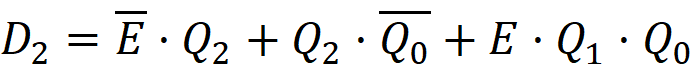 D₂ = E̅ · Q₂ + Q₂ · Q̅₀ + E · Q₁ · Q₀